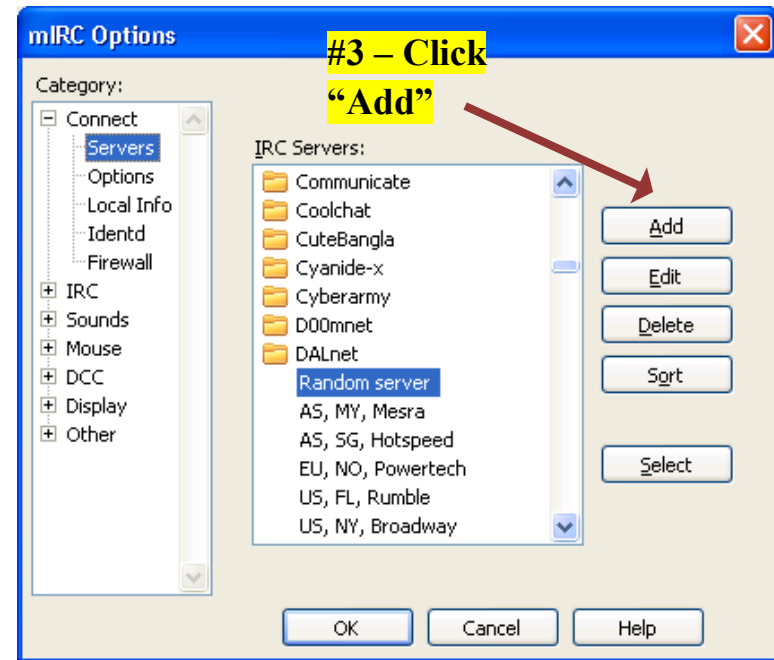 mIRC Options
#3 – Click
“Add”
Category:
Connect
Servers
Options
Local Info
Identd
Firewall
IRC
Sounds
Mouse
DCC
Display
Other
IRC Servers:
Communicate
Coolchat
CuteBangla
Cyanide-x
Cyberarmy
D00mnet
DALnet
Random server
AS, MY, Mesra
AS, SG, Hotspeed
EU, NO, Powertech
US, FL, Rumble
US, NY, Broadway
Add
Edit
Delete
Sort
Select
OK
Cancel
Help